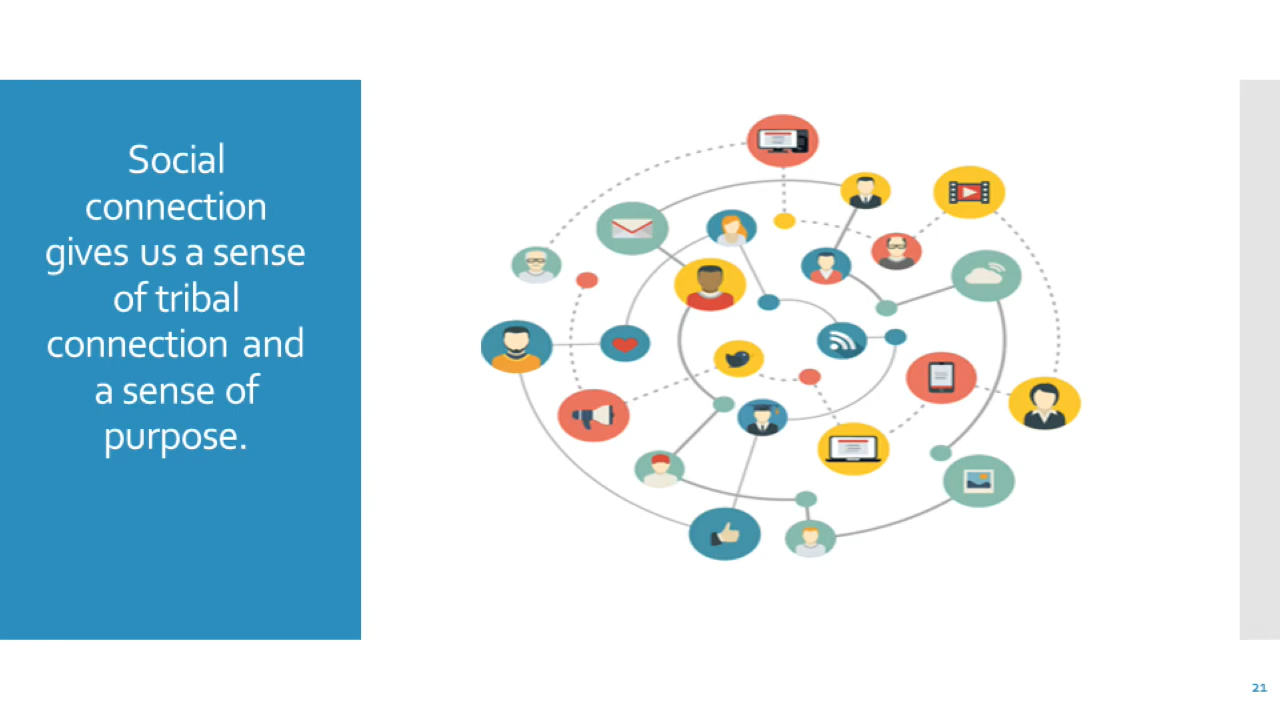 Social
connection
gives us a sense
of tribal
connection and
a sense of
purpose.
21